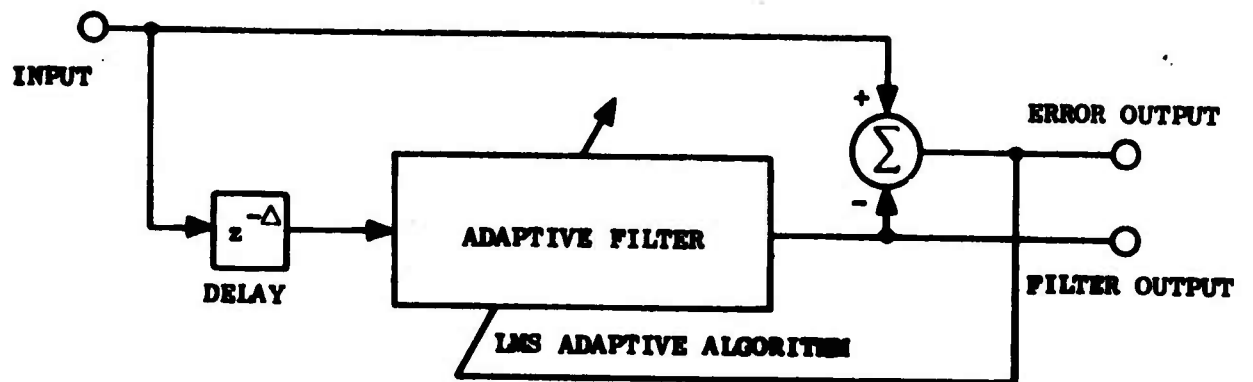 INPUT
+
Σ
ERROR OUTPUT
-
z^-Δ
ADAPTIVE FILTER
DELAY
FILTER OUTPUT
LMS ADAPTIVE ALGORITHM